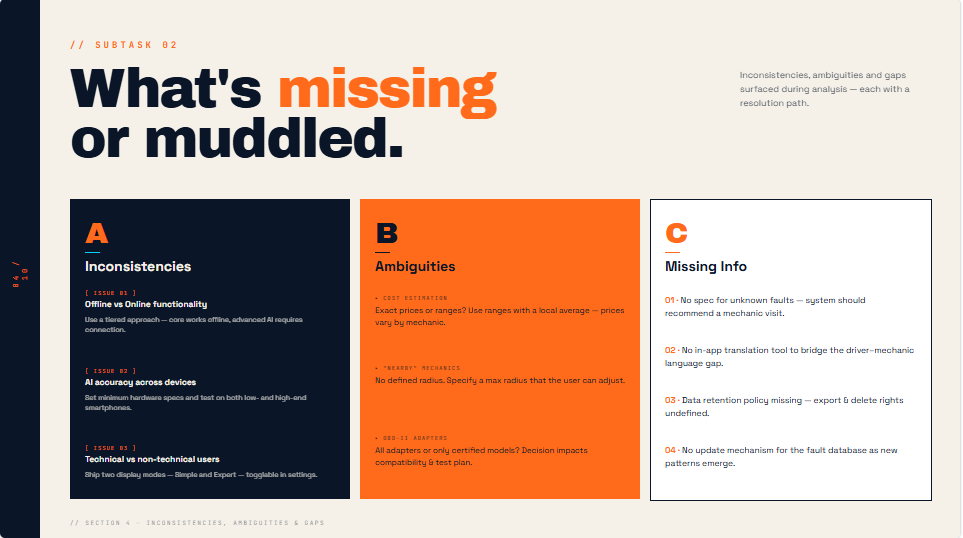 // SUBTASK 02
What's missing
or muddled.
Inconsistencies, ambiguities and gaps
surfaced during analysis — each with a
resolution path.
04 /
10
A
Inconsistencies
[ ISSUE 01 ]
Offline vs Online functionality
Use a tiered approach — core works offline, advanced AI requires
connection.
[ ISSUE 02 ]
AI accuracy across devices
Set minimum hardware specs and test on both low- and high-end
smartphones.
[ ISSUE 03 ]
Technical vs non-technical users
Ship two display modes — Simple and Expert — togglable in settings.
B
Ambiguities
▸ COST ESTIMATION
Exact prices or ranges? Use ranges with a local average — prices
vary by mechanic.
▸ "NEARBY" MECHANICS
No defined radius. Specify a max radius that the user can adjust.
▸ OBD-II ADAPTERS
All adapters or only certified models? Decision impacts
compatibility & test plan.
C
Missing Info
01 · No spec for unknown faults — system should
recommend a mechanic visit.
02 · No in-app translation tool to bridge the driver–mechanic
language gap.
03 · Data retention policy missing — export & delete rights
undefined.
04 · No update mechanism for the fault database as new
patterns emerge.
// SECTION 4 · INCONSISTENCIES, AMBIGUITIES & GAPS